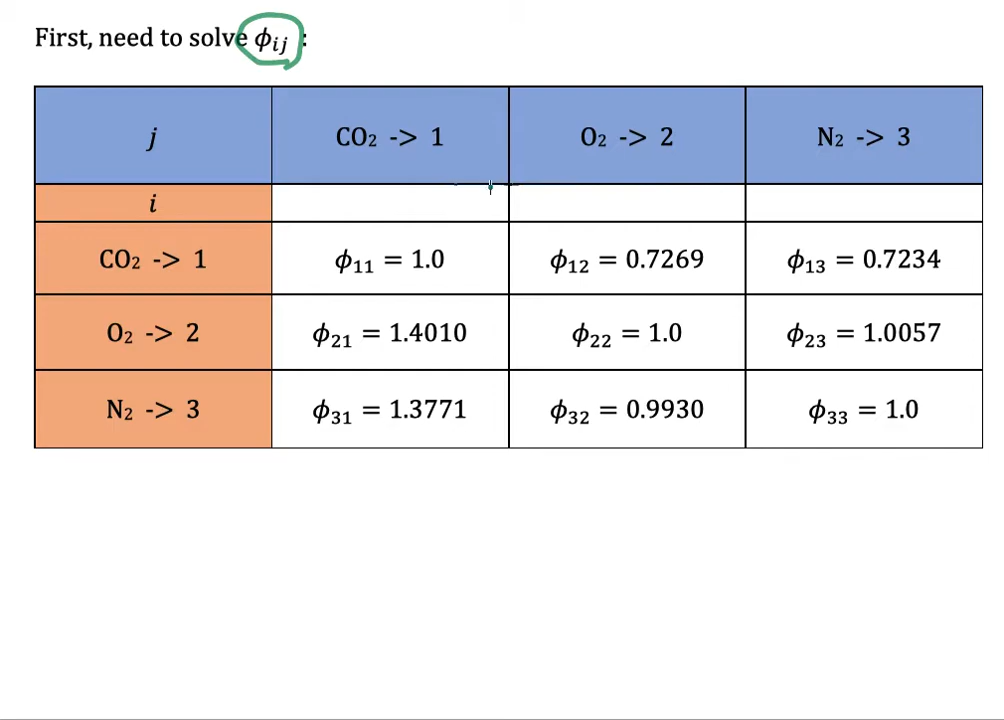 First, need to solve ϕij :
j CO2 -> 1 O2 -> 2 N2 -> 3
i
CO2 -> 1 ϕ11 = 1.0 ϕ12 = 0.7269 ϕ13 = 0.7234
O2 -> 2 ϕ21 = 1.4010 ϕ22 = 1.0 ϕ23 = 1.0057
N2 -> 3 ϕ31 = 1.3771 ϕ32 = 0.9930 ϕ33 = 1.0